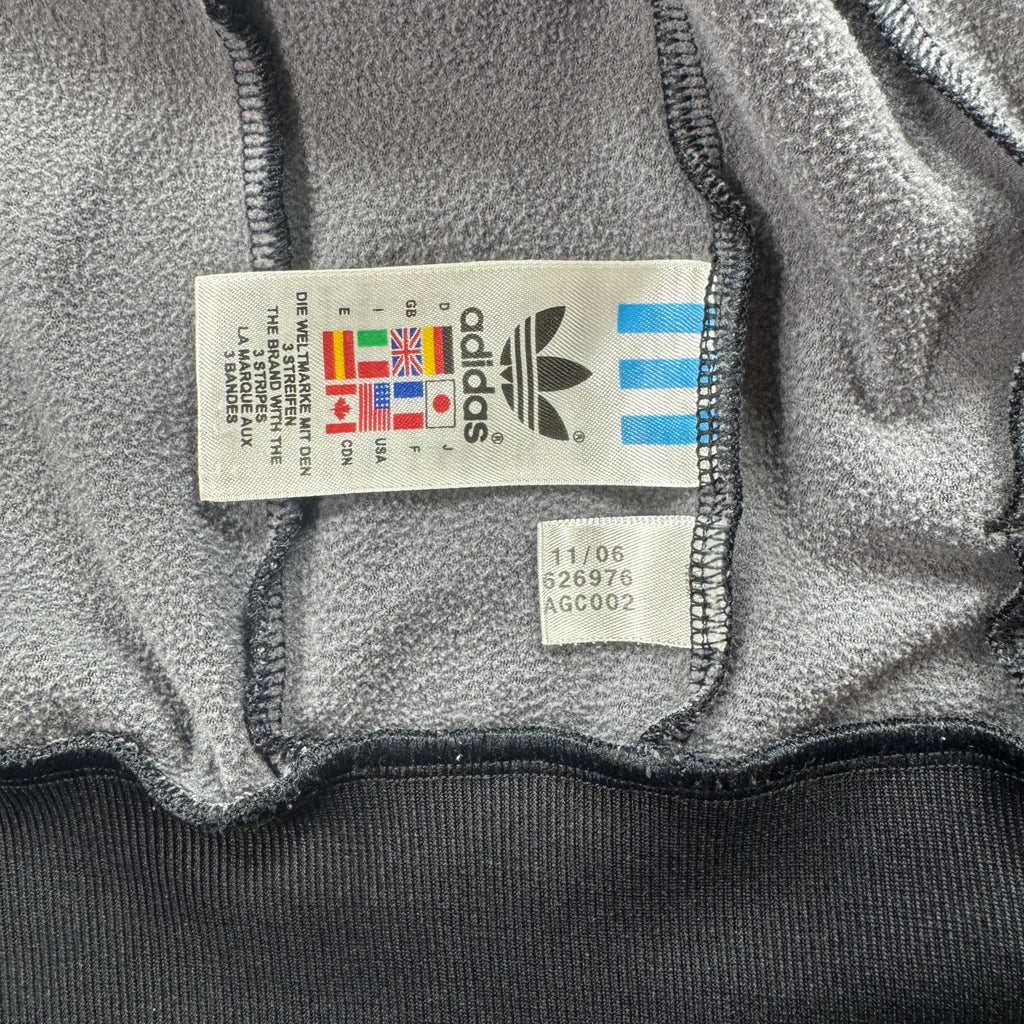 adidas®
®
D
GB
I
E
J
F
USA
CDN
DIE WELTMARKE MIT DEN
3 STREIFEN
THE BRAND WITH THE
3 STRIPES
LA MARQUE AUX
3 BANDES
11/06
626976
AGC002